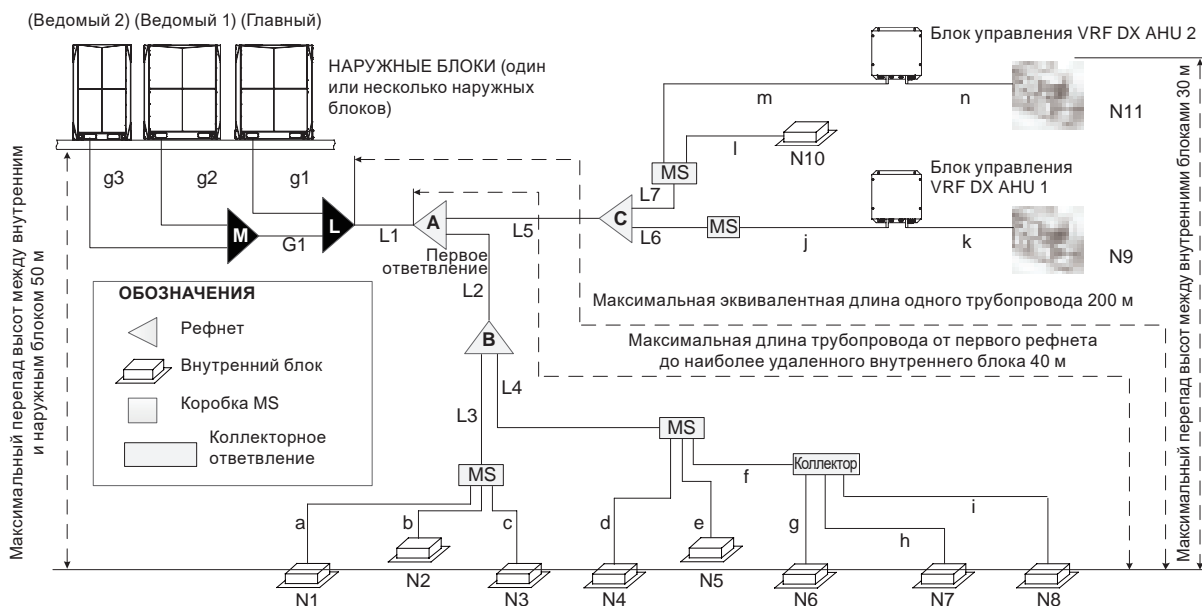 (Ведомый 2) (Ведомый 1) (Главный)
НАРУЖНЫЕ БЛОКИ (один
или несколько наружных
блоков)
Блок управления VRF DX AHU 2
m
n
N11
l
N10
MS
Блок управления
VRF DX AHU 1
g3
g2
g1
L7
M
L
A
C
G1
L1
L5
L6
MS
j
k
N9
Первое
ответвление
L2
ОБОЗНАЧЕНИЯ
Рефнет
Внутренний блок
Коробка MS
Коллекторное
ответвление
Максимальная эквивалентная длина одного трубопровода 200 м
Максимальная длина трубопровода от первого рефнета
до наиболее удаленного внутреннего блока 40 м
B
L4
L3
MS
MS
f
Коллектор
a
b
c
d
e
g
h
i
N1
N2
N3
N4
N5
N6
N7
N8
Максимальный перепад высот между внутренним
и наружным блоком 50 м
Максимальный перепад высот между внутренними блоками 30 м